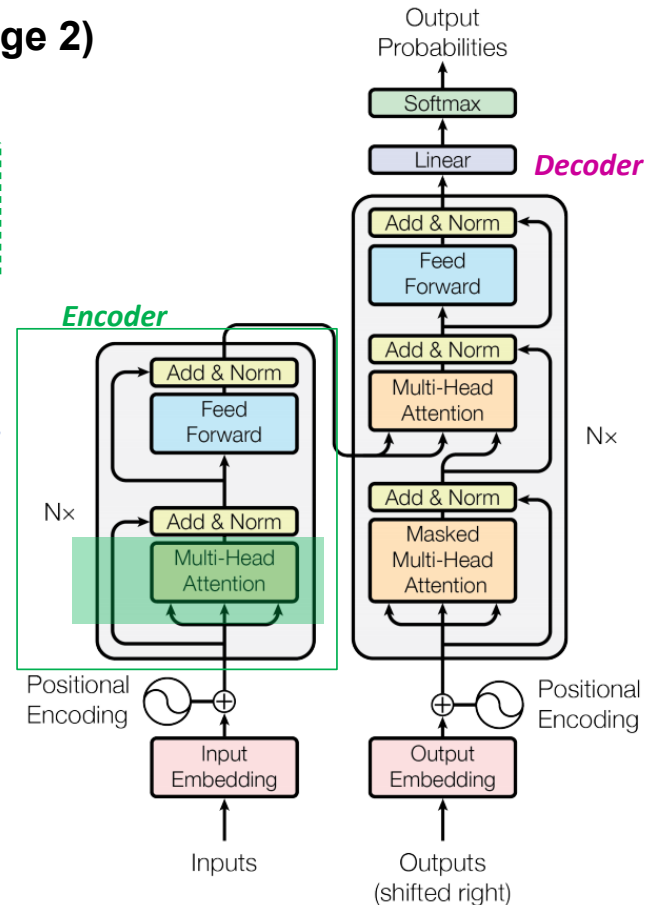 ge 2)
Output
Probabilities
Softmax
Linear
Decoder
Add & Norm
Feed
Forward
Add & Norm
Multi-Head
Attention
N×
Add & Norm
Masked
Multi-Head
Attention
Positional
Encoding
Output
Embedding
Outputs
(shifted right)
Encoder
Add & Norm
Feed
Forward
N×
Add & Norm
Multi-Head
Attention
Positional
Encoding
Input
Embedding
Inputs